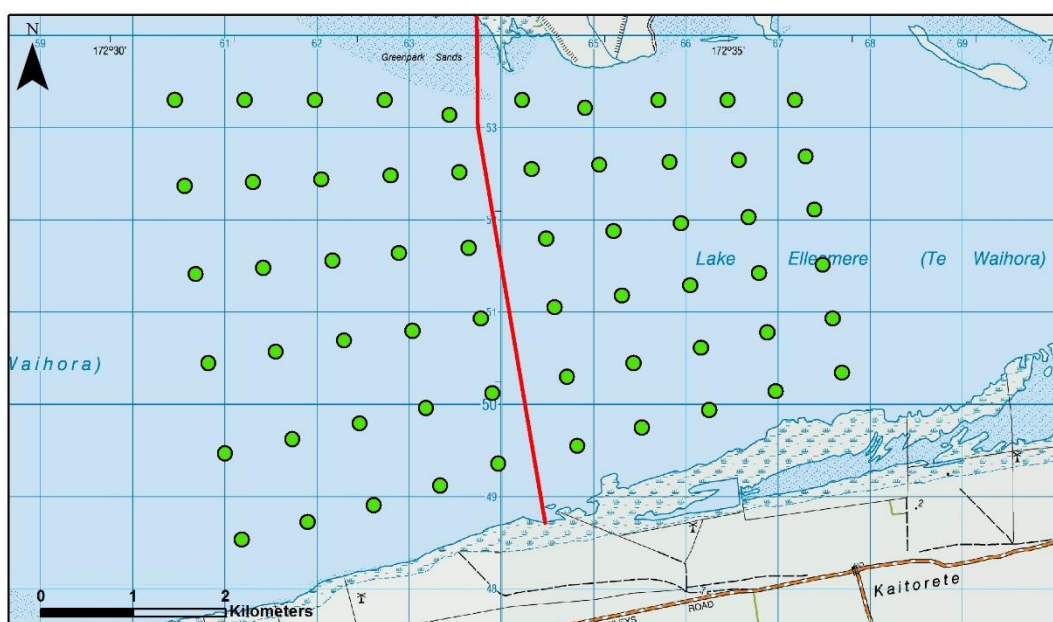 N
59 61 62 63 65 66 67 68 69
172°30' 172°35'
Greenpark Sands
53
Lake Ellesmere (Te Waihora)
51
Waihora)
50
49
2
48
Kaitorete
0 1 2
Kilometers
ROAD